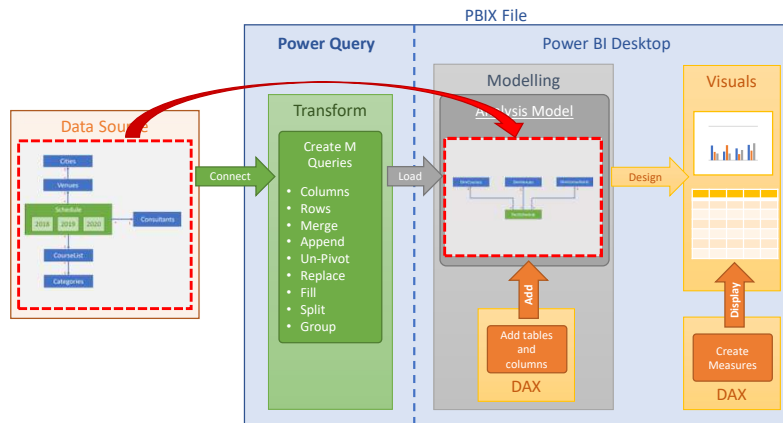 PBIX File
Power Query
Power BI Desktop
Data Source
Cities
Venues
Schedule
2018 2019 2020
Consultants
CourseList
Categories
Connect
Transform
Create M
Queries
• Columns
• Rows
• Merge
• Append
• Un-Pivot
• Replace
• Fill
• Split
• Group
Load
Modelling
Analysis Model
Add
Add tables
and
columns
DAX
Design
Visuals
Display
Create
Measures
DAX